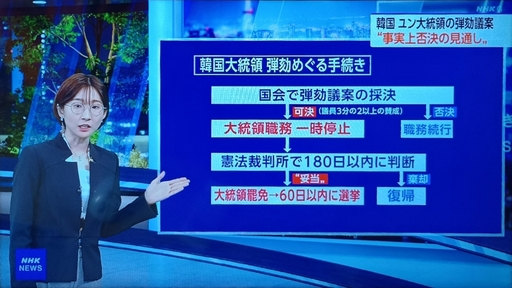 NHK
韓国 ユン大統領の弾劾議案
“事実上否決の見通し”
韓国大統領 弾劾めぐる手続き
国会で弾劾議案の採決
可決 (議員3分の2以上の賛成) 否決
大統領職務 一時停止 職務続行
憲法裁判所で180日以内に判断
“妥当” 棄却
大統領罷免→60日以内に選挙 復帰
NHK
NEWS